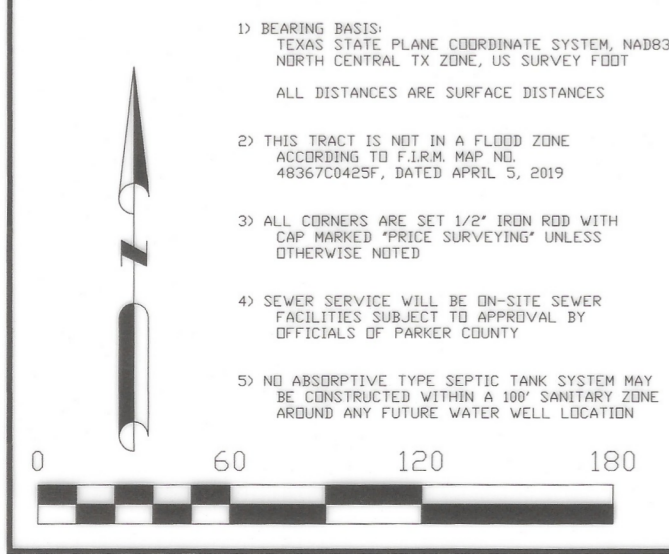 1) BEARING BASIS:
TEXAS STATE PLANE COORDINATE SYSTEM, NAD83
NORTH CENTRAL TX ZONE, US SURVEY FOOT
ALL DISTANCES ARE SURFACE DISTANCES
2) THIS TRACT IS NOT IN A FLOOD ZONE
ACCORDING TO F.I.R.M. MAP NO.
48367C0425F, DATED APRIL 5, 2019
3) ALL CORNERS ARE SET 1/2" IRON ROD WITH
CAP MARKED "PRICE SURVEYING" UNLESS
OTHERWISE NOTED
4) SEWER SERVICE WILL BE ON-SITE SEWER
FACILITIES SUBJECT TO APPROVAL BY
OFFICIALS OF PARKER COUNTY
5) NO ABSORPTIVE TYPE SEPTIC TANK SYSTEM MAY
BE CONSTRUCTED WITHIN A 100' SANITARY ZONE
AROUND ANY FUTURE WATER WELL LOCATION
N
0 60 120 180